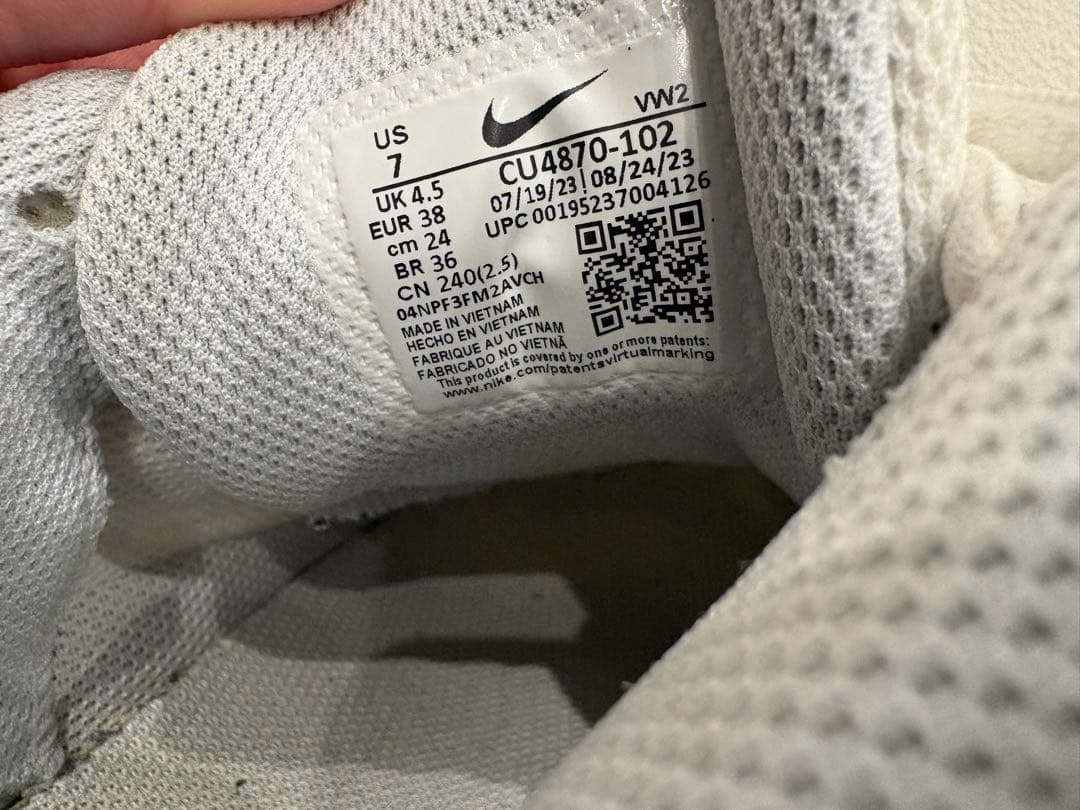 US
7
VW2
UK 4.5
EUR 38
cm 24
BR 36
CN 240(2.5)
CU4870-102
07/19/23|08/24/23
UPC 00195237004126
04NPF3FM2AVCH
MADE IN VIETNAM
HECHO EN VIETNAM
FABRIQUE AU VIETNAM
FABRICADO NO VIETNÃ
This product is covered by one or more patents:
www.nike.com/patentsvirtualmarking